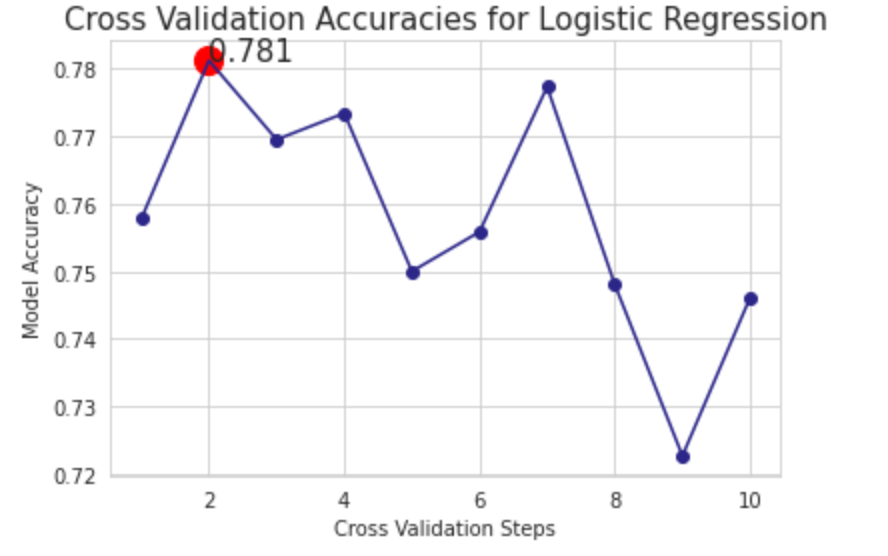 Cross Validation Accuracies for Logistic Regression
0.781
0.78
0.77
0.76
0.75
0.74
0.73
0.72
Model Accuracy
2 4 6 8 10
Cross Validation Steps